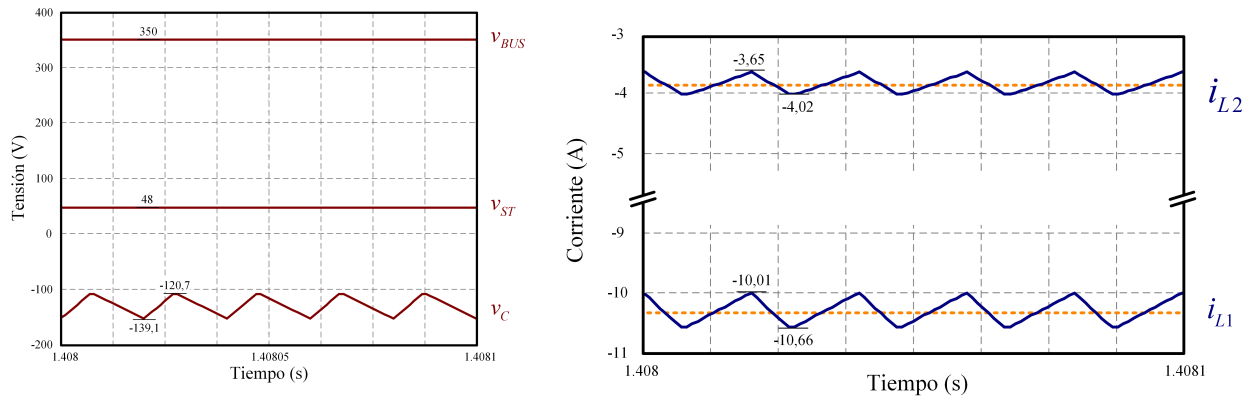 Tensión (V)
400
300
200
100
0
-100
-200
350
48
-120,7
-139,1
v_BUS
v_ST
v_C
1.408
1.40805
1.4081
Tiempo (s)
Corriente (A)
-3
-4
-5
-9
-10
-11
-3,65
-4,02
-10,01
-10,66
i_L2
i_L1
1.408
1.4081
Tiempo (s)